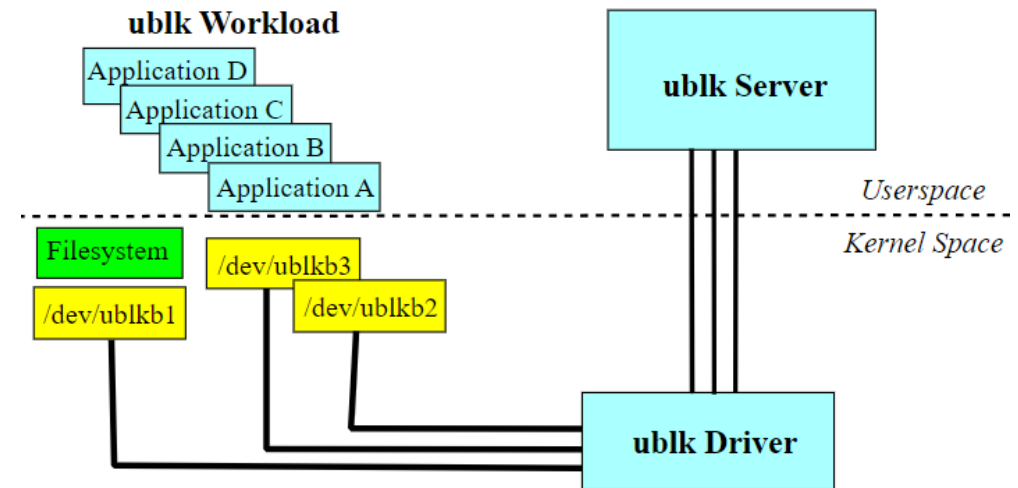 ublk Workload
Application D
Application C
Application B
Application A
ublk Server
Userspace
Kernel Space
Filesystem
/dev/ublkb3
/dev/ublkb1
/dev/ublkb2
ublk Driver